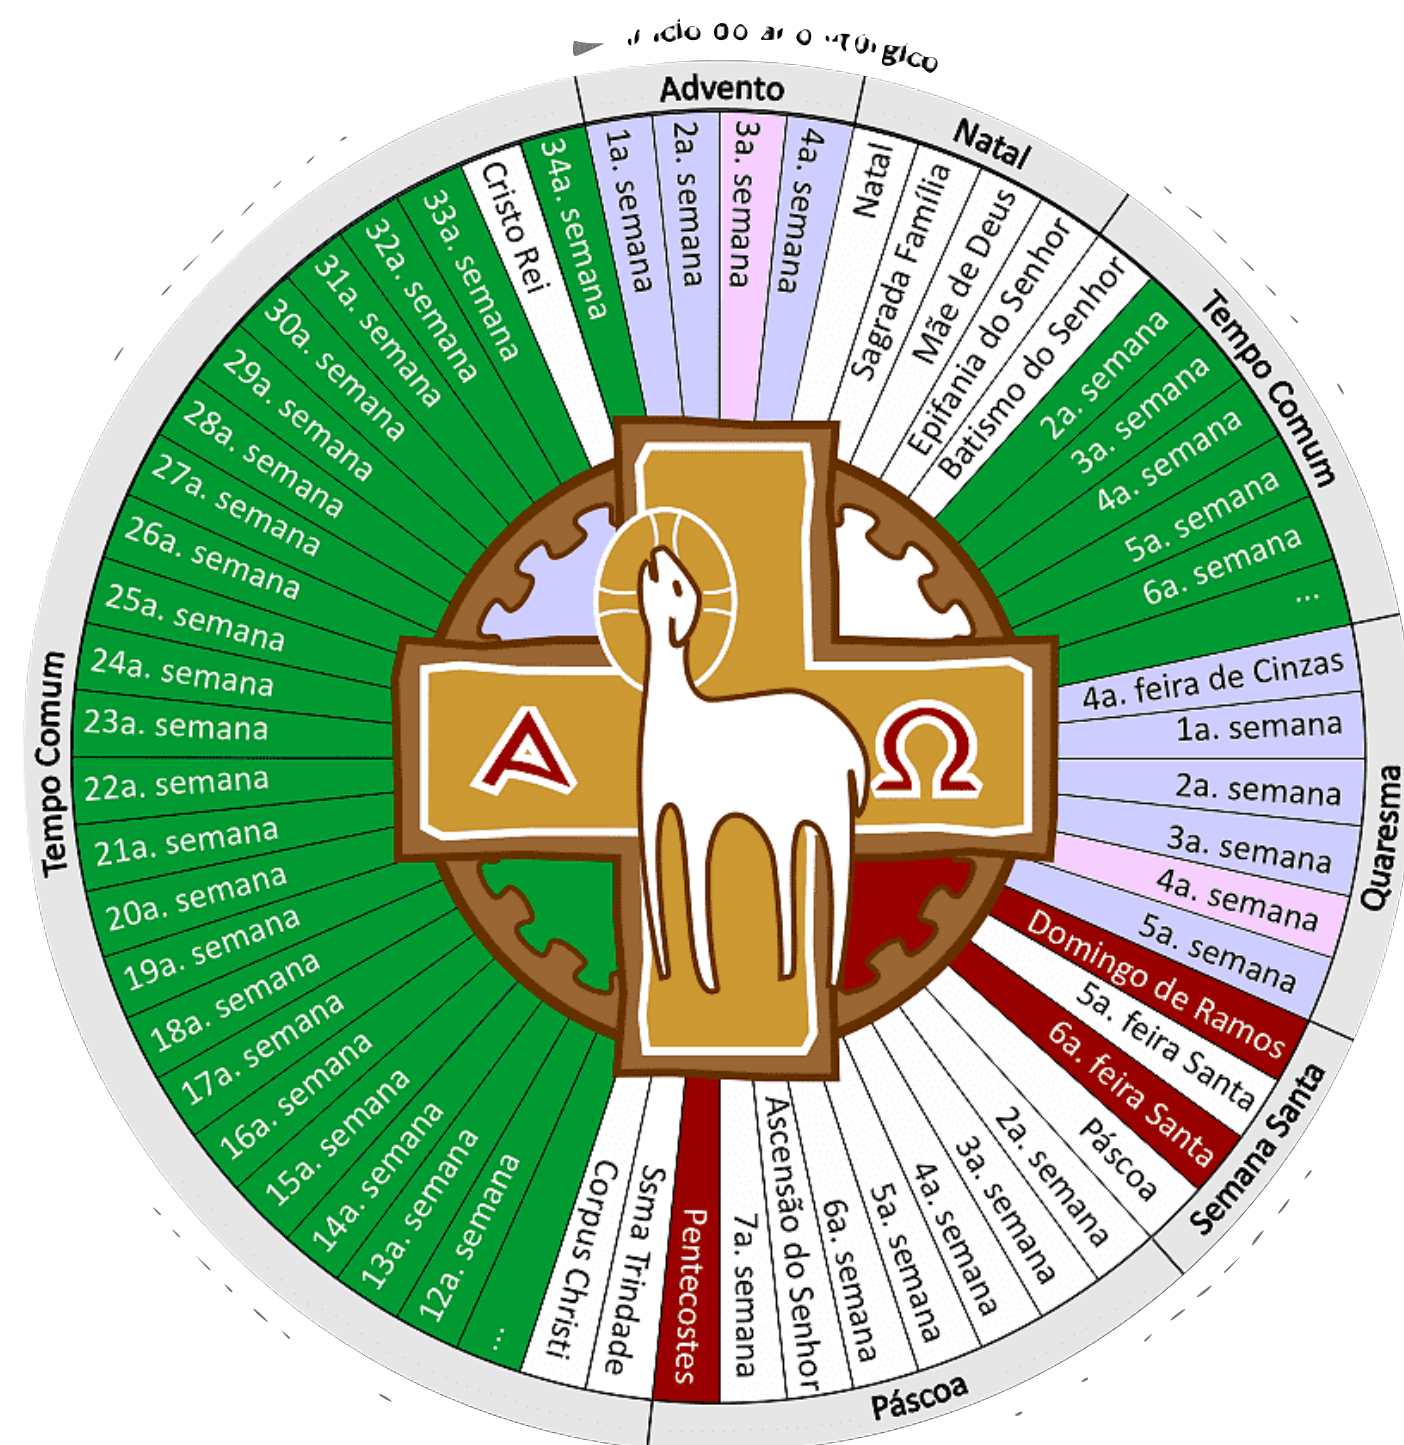 Advento
1a. semana
2a. semana
3a. semana
4a. semana
Natal
Natal
Sagrada Família
Mãe de Deus
Epifania do Senhor
Batismo do Senhor
Tempo Comum
2a. semana
3a. semana
4a. semana
5a. semana
6a. semana
...
Quaresma
4a. feira de Cinzas
1a. semana
2a. semana
3a. semana
4a. semana
5a. semana
Semana Santa
Domingo de Ramos
5a. feira Santa
6a. feira Santa
Páscoa
Páscoa
2a. semana
3a. semana
4a. semana
5a. semana
6a. semana
Ascensão do Senhor
7a. semana
Pentecostes
Tempo Comum
Ssma Trindade
Corpus Christi
...
12a. semana
13a. semana
14a. semana
15a. semana
16a. semana
17a. semana
18a. semana
19a. semana
20a. semana
21a. semana
22a. semana
23a. semana
24a. semana
25a. semana
26a. semana
27a. semana
28a. semana
29a. semana
30a. semana
31a. semana
32a. semana
33a. semana
Cristo Rei
34a. semana
Α Ω